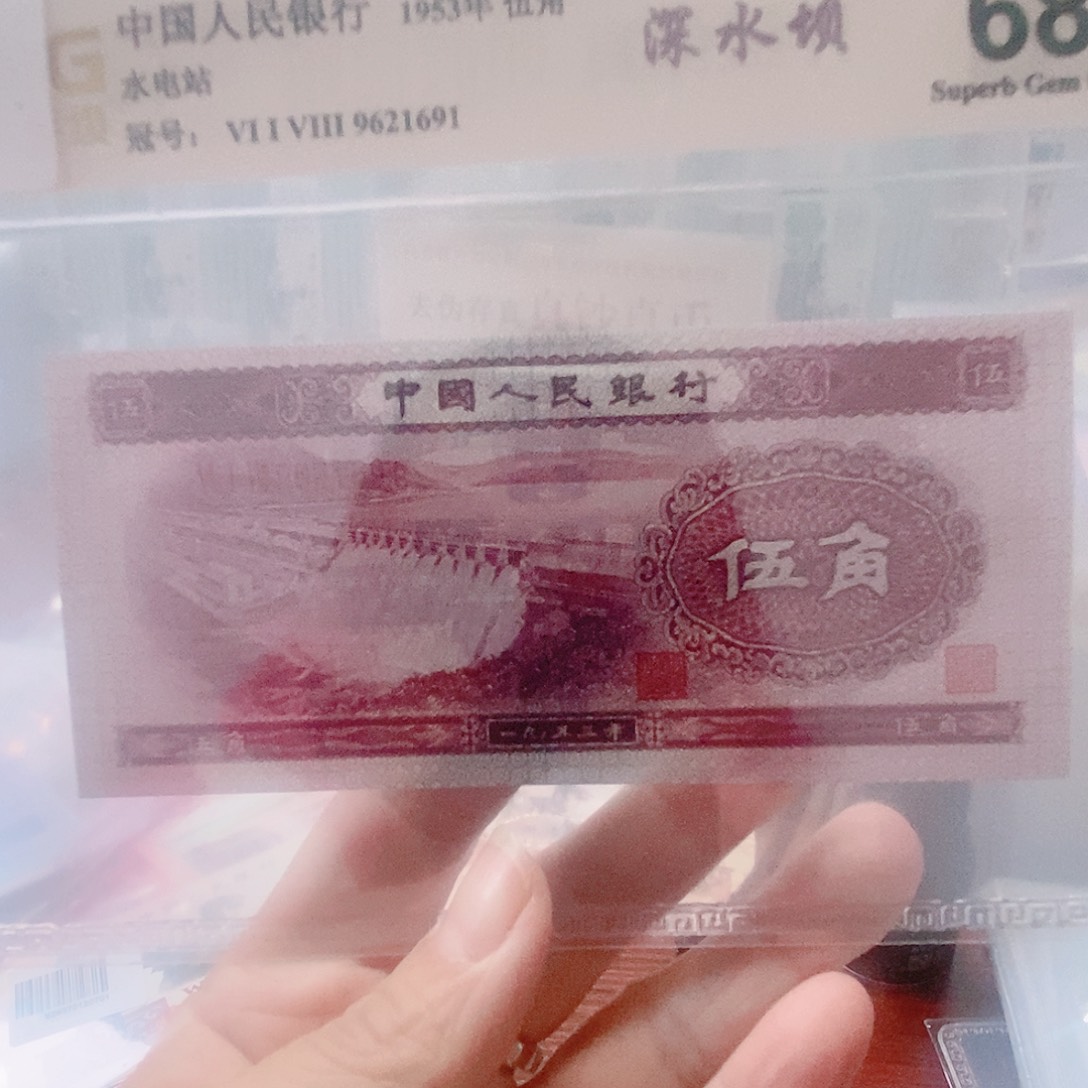 中国人民银行 1953年 伍角
水电站
冠号: VI I VIII 9621691
深水坝
68
Superb Gem
伍
中國人民銀行
伍
伍角
一九五三年
伍角